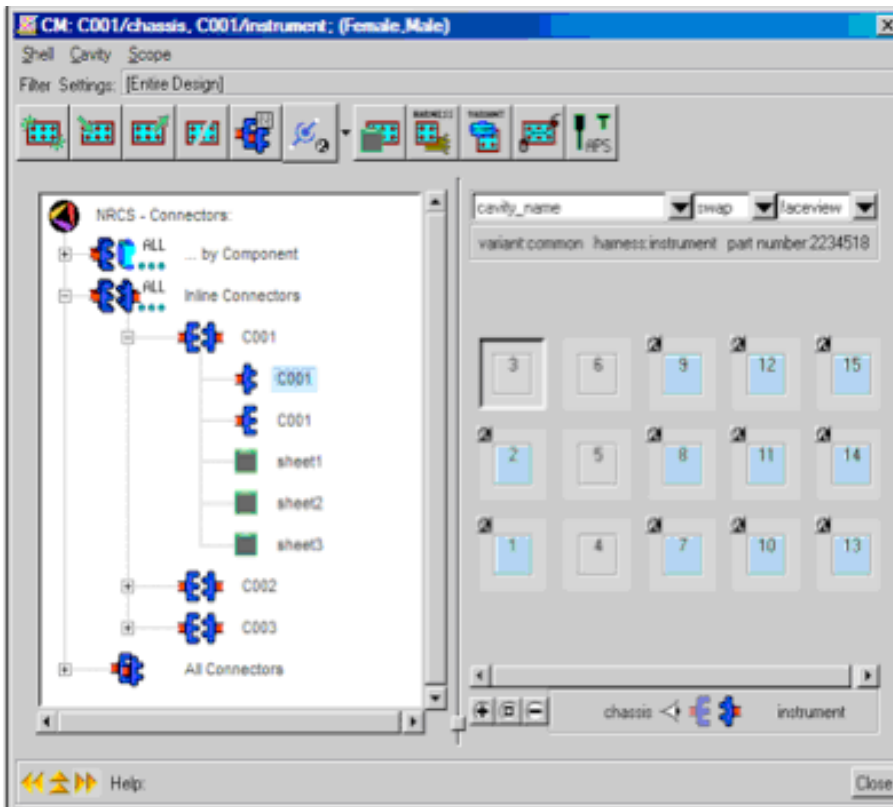 CM: C001/chassis, C001/instrument; (Female,Male)
Shell Cavity Scope
Filter Settings: [Entire Design]
HARNESS
APS
NRCS - Connectors:
ALL ... by Component
ALL Inline Connectors
C001
C001
C001
sheet1
sheet2
sheet3
C002
C003
All Connectors
cavity_name swap faceview
variant:common harness:instrument part number:2234518
3 6 9 12 15
2 5 8 11 14
1 4 7 10 13
chassis instrument
Help: Close